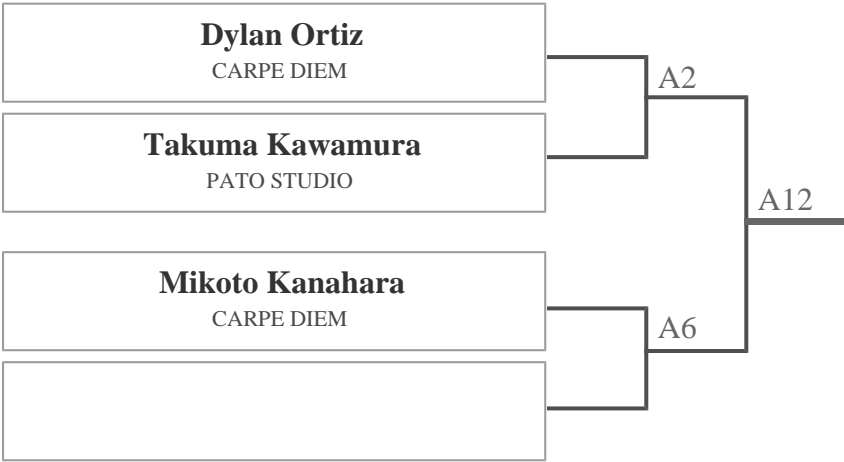 Dylan Ortiz
CARPE DIEM
A2
Takuma Kawamura
PATO STUDIO
A12
Mikoto Kanahara
CARPE DIEM
A6